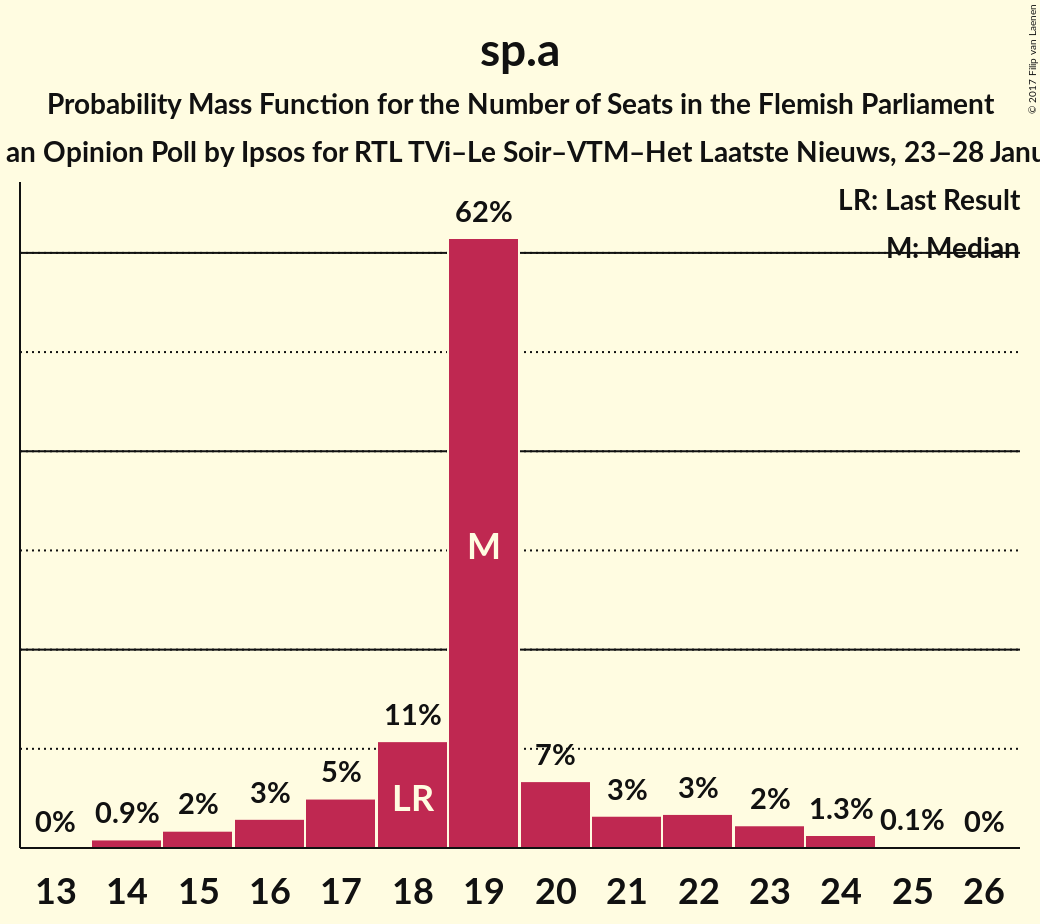 sp.a
Probability Mass Function for the Number of Seats in the Flemish Parliament
an Opinion Poll by Ipsos for RTL TVi–Le Soir–VTM–Het Laatste Nieuws, 23–28 Janu
© 2017 Filip van Laenen
LR: Last Result
M: Median
62%
M
11%
LR
7%
5%
3%
3%
3%
2%
2%
1.3%
0.9%
0.1%
0%
0%
13 14 15 16 17 18 19 20 21 22 23 24 25 26